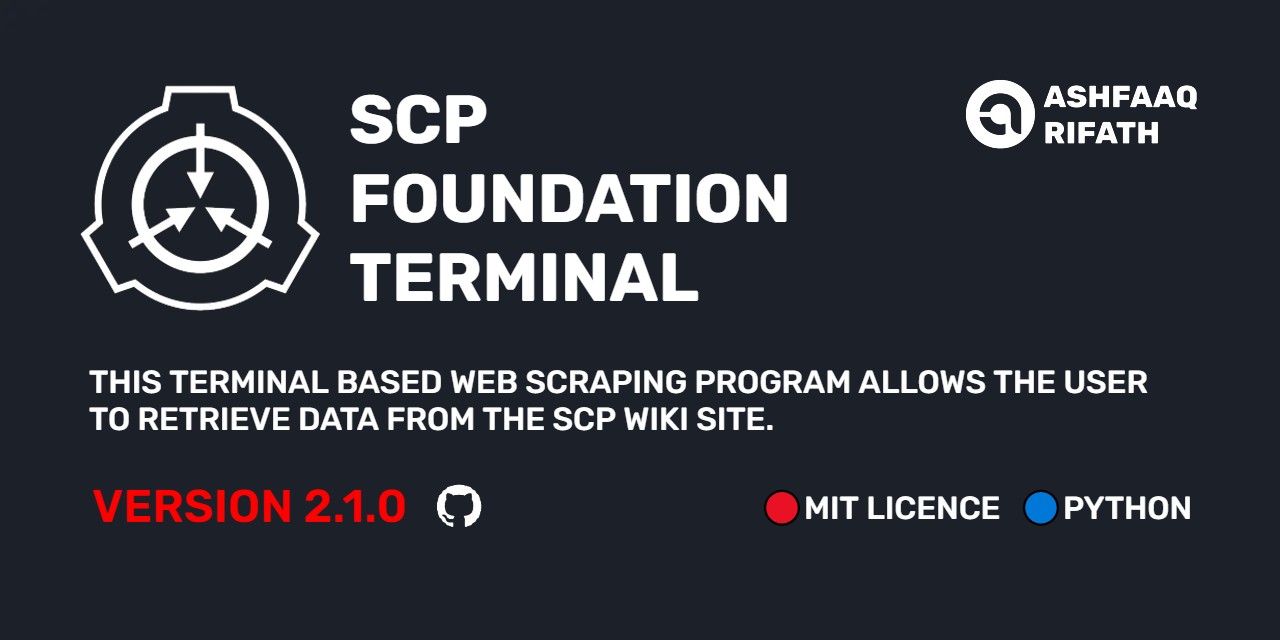 SCP
FOUNDATION
TERMINAL
ASHFAAQ
RIFATH
THIS TERMINAL BASED WEB SCRAPING PROGRAM ALLOWS THE USER
TO RETRIEVE DATA FROM THE SCP WIKI SITE.
VERSION 2.1.0
MIT LICENCE
PYTHON